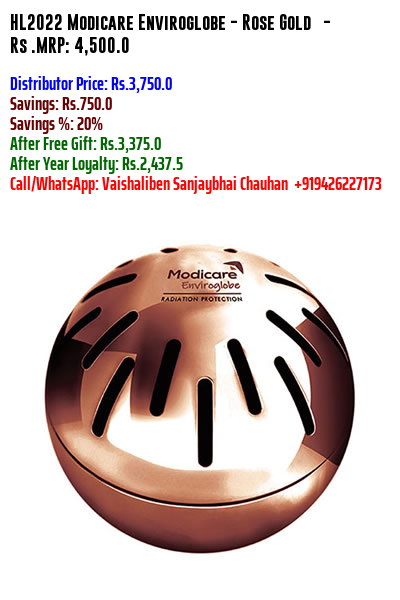 HL2022 Modicare Enviroglobe - Rose Gold -
Rs .MRP: 4,500.0
Distributor Price: Rs.3,750.0
Savings: Rs.750.0
Savings %: 20%
After Free Gift: Rs.3,375.0
After Year Loyalty: Rs.2,437.5
Call/WhatsApp: Vaishaliben Sanjaybhai Chauhan +919426227173
Modicare
Enviroglobe
RADIATION PROTECTION